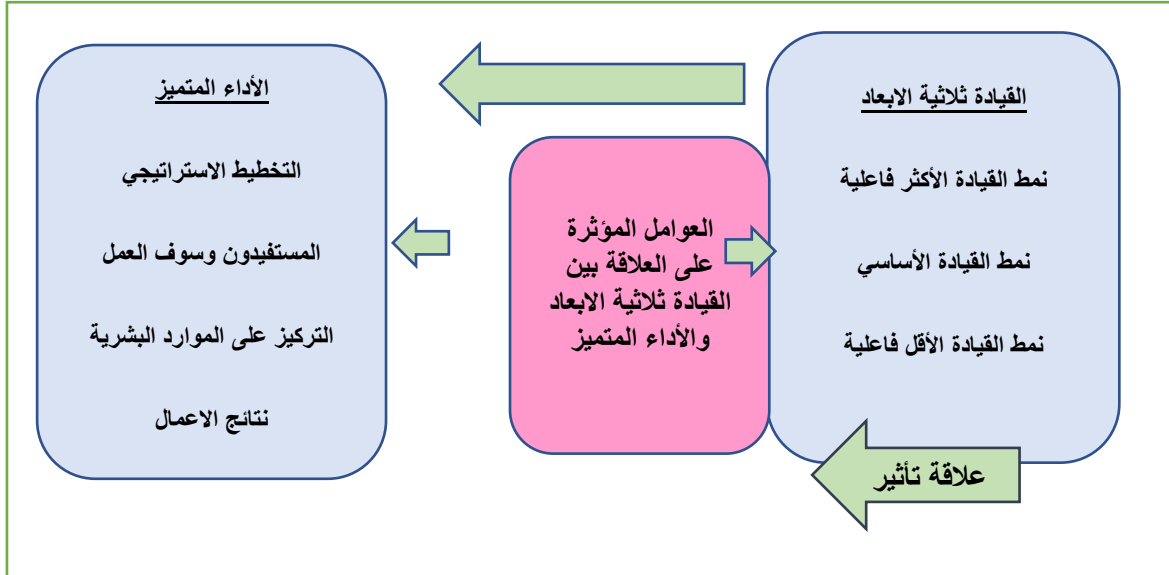 القيادة ثلاثية الابعاد
نمط القيادة الأكثر فاعلية
نمط القيادة الأساسي
نمط القيادة الأقل فاعلية
العوامل المؤثرة
على العلاقة بين
القيادة ثلاثية الابعاد
والأداء المتميز
الأداء المتميز
التخطيط الاستراتيجي
المستفيدون وسوف العمل
التركيز على الموارد البشرية
نتائج الاعمال
علاقة تأثير